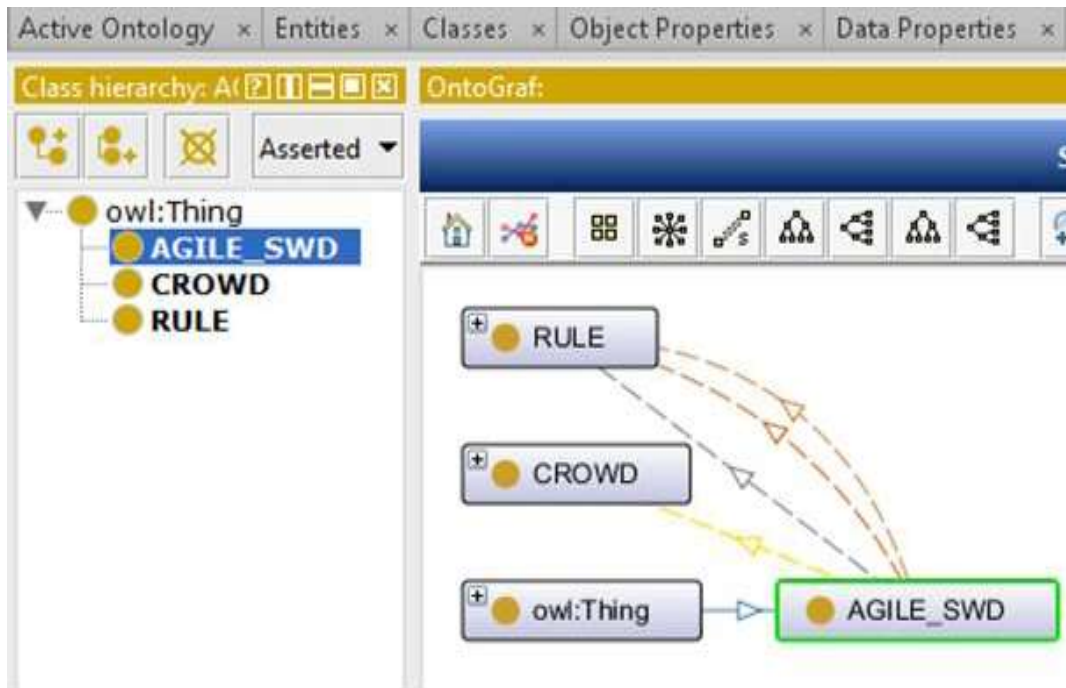 Active Ontology × Entities × Classes × Object Properties × Data Properties ×
Class hierarchy: A
OntoGraf:
Asserted
owl:Thing
AGILE_SWD
CROWD
RULE
RULE
CROWD
owl:Thing
AGILE_SWD